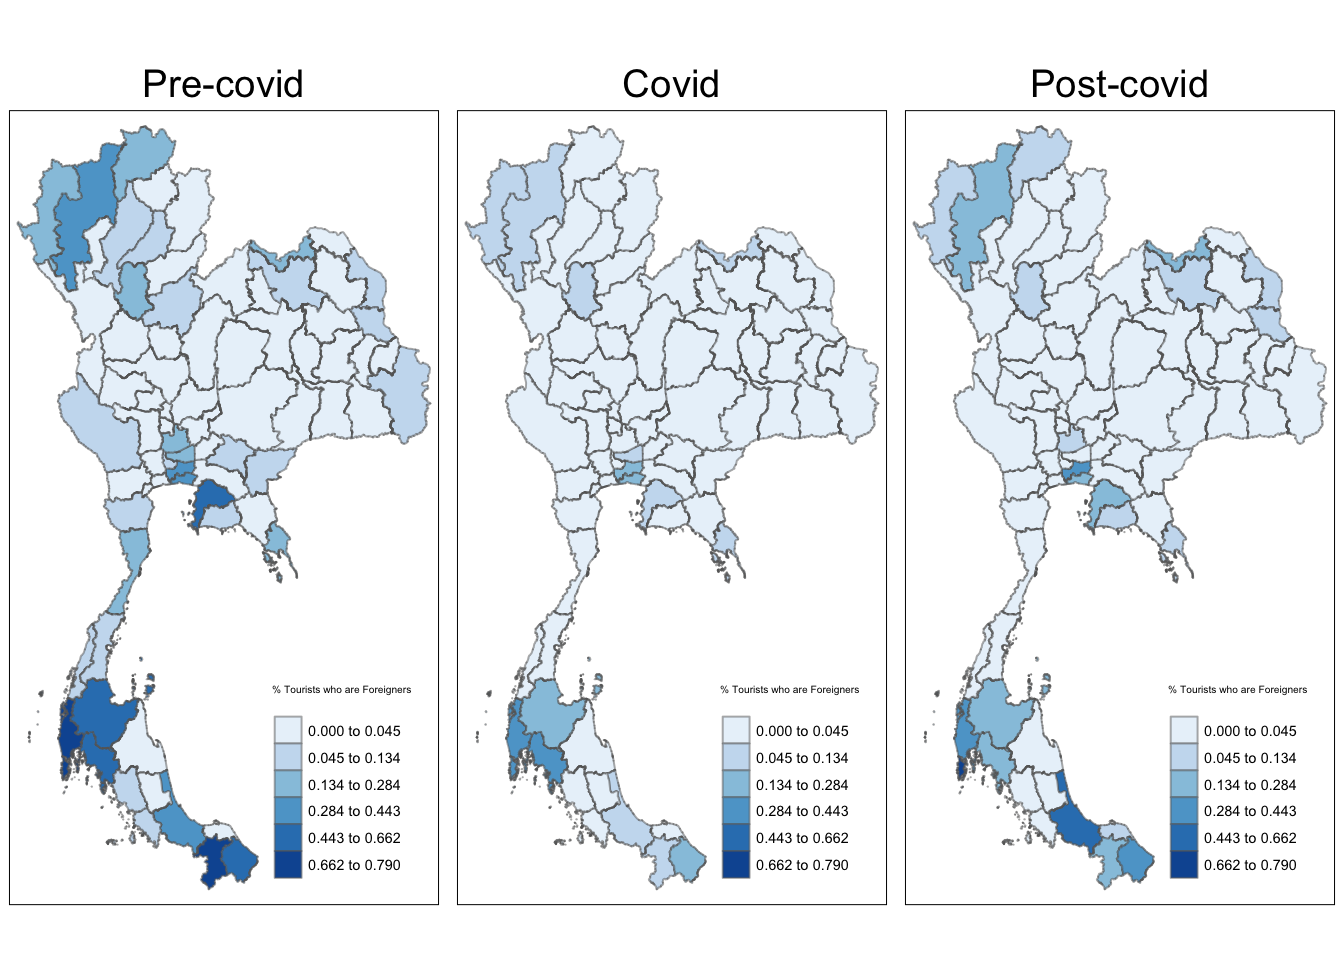 Pre-covid
Covid
Post-covid
% Tourists who are Foreigners
0.000 to 0.045
0.045 to 0.134
0.134 to 0.284
0.284 to 0.443
0.443 to 0.662
0.662 to 0.790
% Tourists who are Foreigners
0.000 to 0.045
0.045 to 0.134
0.134 to 0.284
0.284 to 0.443
0.443 to 0.662
0.662 to 0.790
% Tourists who are Foreigners
0.000 to 0.045
0.045 to 0.134
0.134 to 0.284
0.284 to 0.443
0.443 to 0.662
0.662 to 0.790